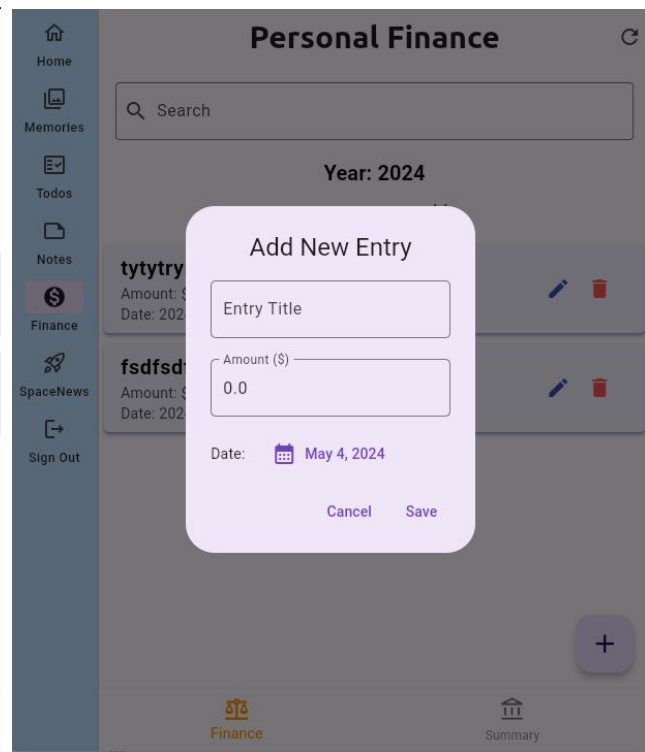 Personal Finance
Home
Memories
Todos
Notes
Finance
SpaceNews
Sign Out
Search
Year: 2024
tytytry
Amount: $
Date: 202
fsdfsd
Amount: $
Date: 202
Add New Entry
Entry Title
Amount ($)
0.0
Date: May 4, 2024
Cancel Save
+
Finance
Summary